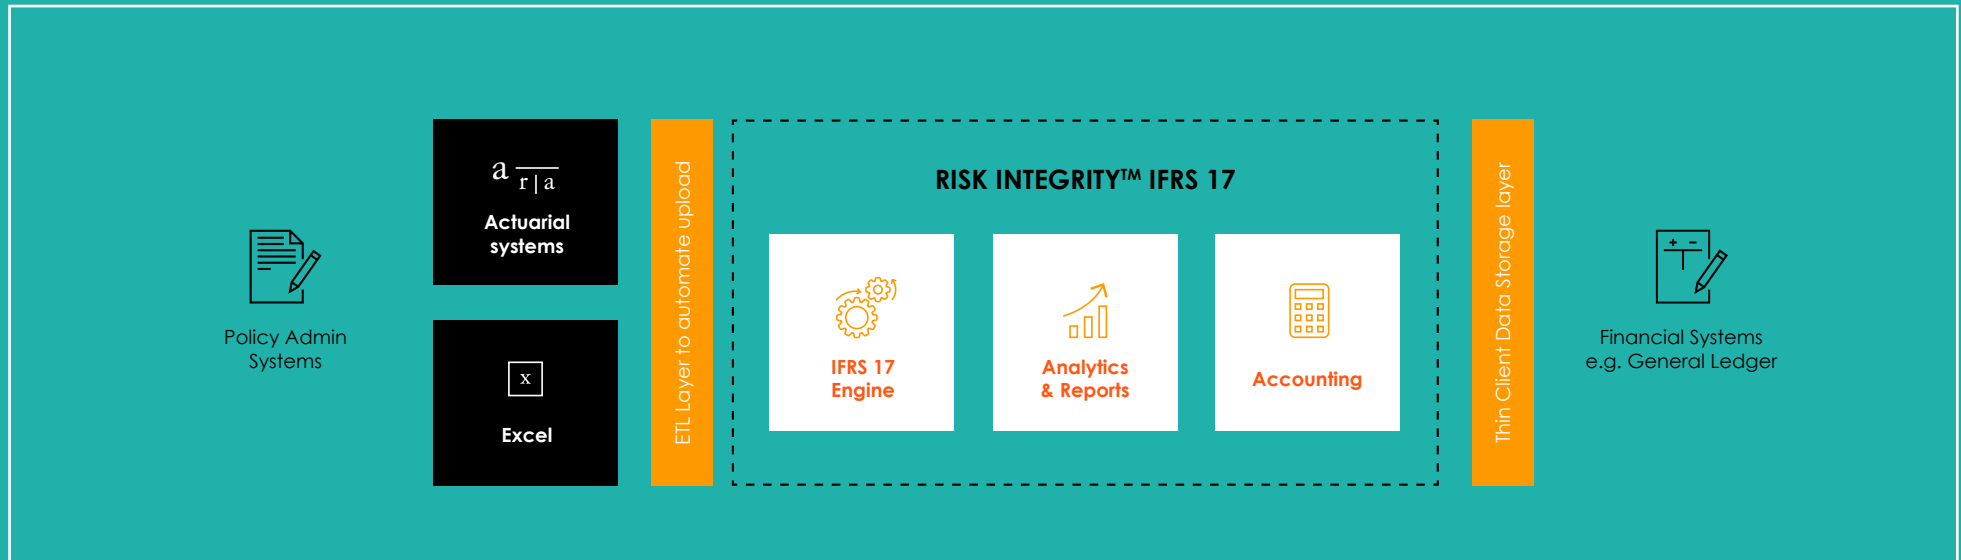 Policy Admin
Systems
a
r|a
Actuarial
systems
x
Excel
ETL Layer to automate upload
RISK INTEGRITY™ IFRS 17
IFRS 17
Engine
Analytics
& Reports
Accounting
Thin Client Data Storage layer
+ -
Financial Systems
e.g. General Ledger